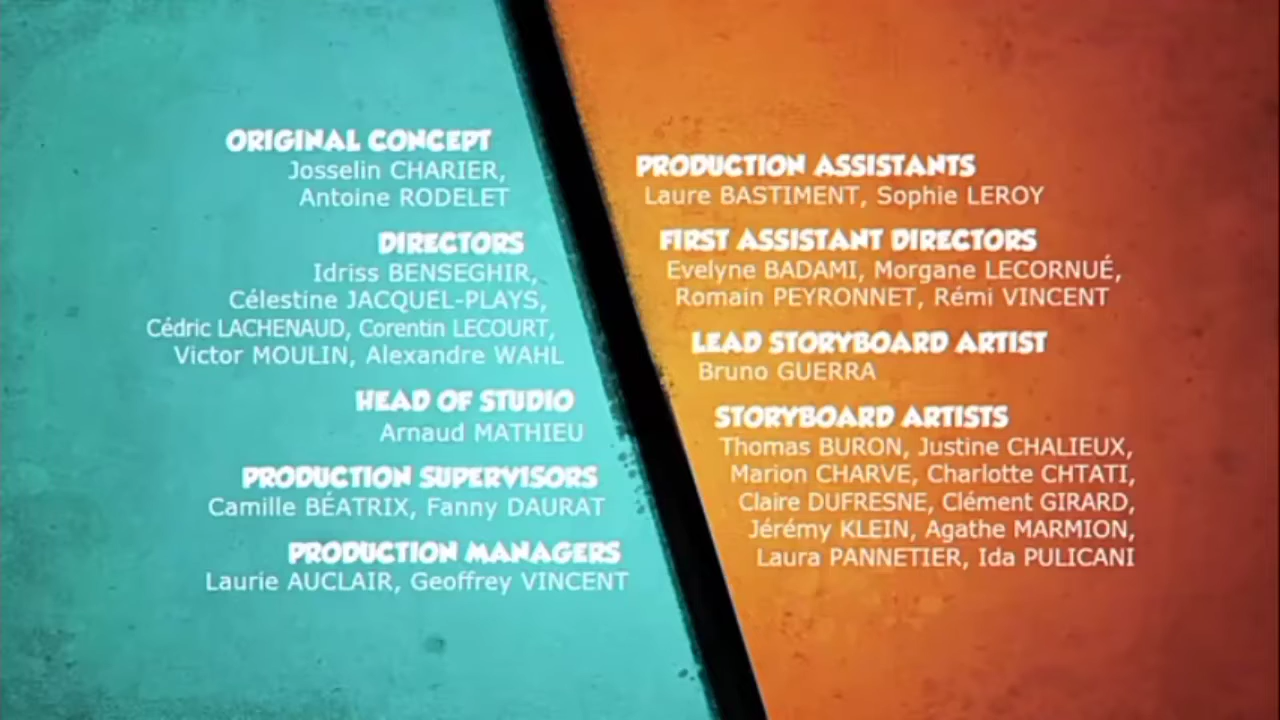 ORIGINAL CONCEPT
Josselin CHARIER,
Antoine RODELET
DIRECTORS
Idriss BENSEGHIR,
Célestine JACQUEL-PLAYS,
Cédric LACHENAUD, Corentin LECOURT,
Victor MOULIN, Alexandre WAHL
HEAD OF STUDIO
Arnaud MATHIEU
PRODUCTION SUPERVISORS
Camille BÉATRIX, Fanny DAURAT
PRODUCTION MANAGERS
Laurie AUCLAIR, Geoffrey VINCENT
PRODUCTION ASSISTANTS
Laure BASTIMENT, Sophie LEROY
FIRST ASSISTANT DIRECTORS
Evelyne BADAMI, Morgane LECORNUÉ,
Romain PEYRONNET, Rémi VINCENT
LEAD STORYBOARD ARTIST
Bruno GUERRA
STORYBOARD ARTISTS
Thomas BURON, Justine CHALIEUX,
Marion CHARVE, Charlotte CHTATI,
Claire DUFRESNE, Clément GIRARD,
Jérémy KLEIN, Agathe MARMION,
Laura PANNETIER, Ida PULICANI